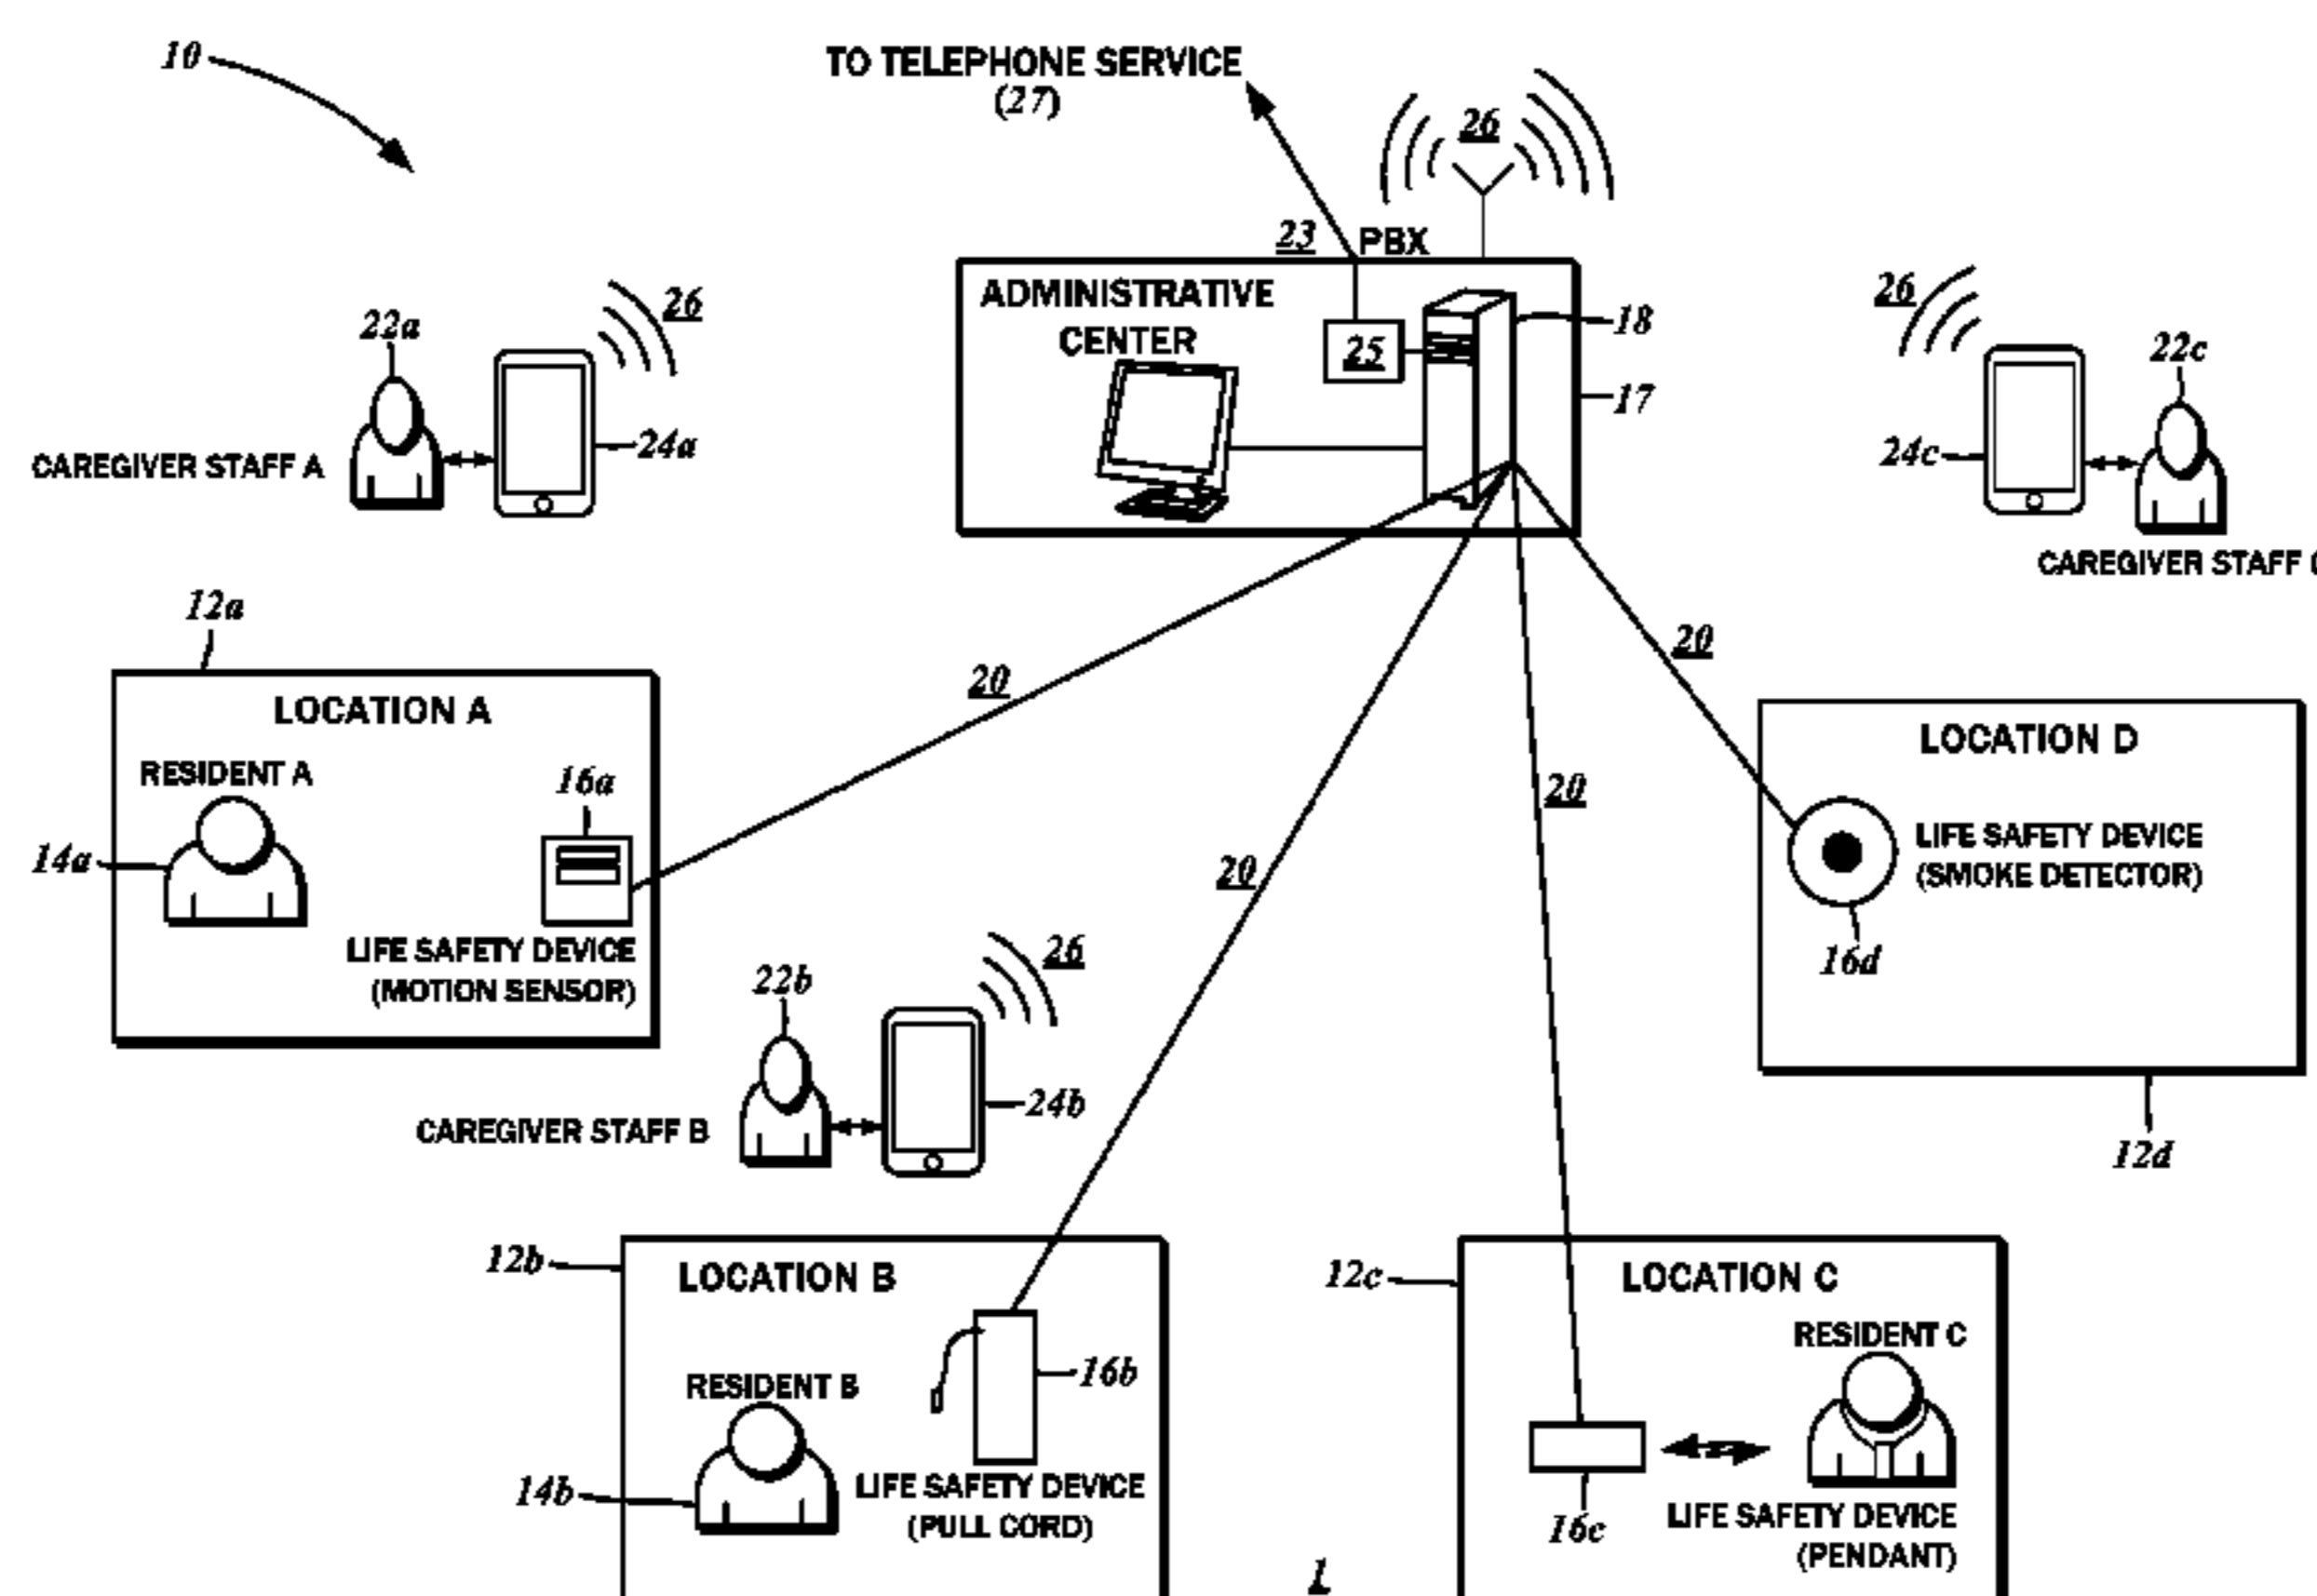 10
TO TELEPHONE SERVICE
(27)
26
23 PBX
ADMINISTRATIVE
CENTER
25
18
17
22a
26
24a
CAREGIVER STAFF A
26
22c
24c
CAREGIVER STAFF
12a
LOCATION A
RESIDENT A
16a
14a
LIFE SAFETY DEVICE
(MOTION SENSOR)
20
20
20
20
LOCATION D
LIFE SAFETY DEVICE
(SMOKE DETECTOR)
16d
12d
22b
26
24b
CAREGIVER STAFF B
12b
LOCATION B
RESIDENT B
16b
14b
LIFE SAFETY DEVICE
(PULL CORD)
12c
LOCATION C
RESIDENT C
16c
LIFE SAFETY DEVICE
(PENDANT)
1